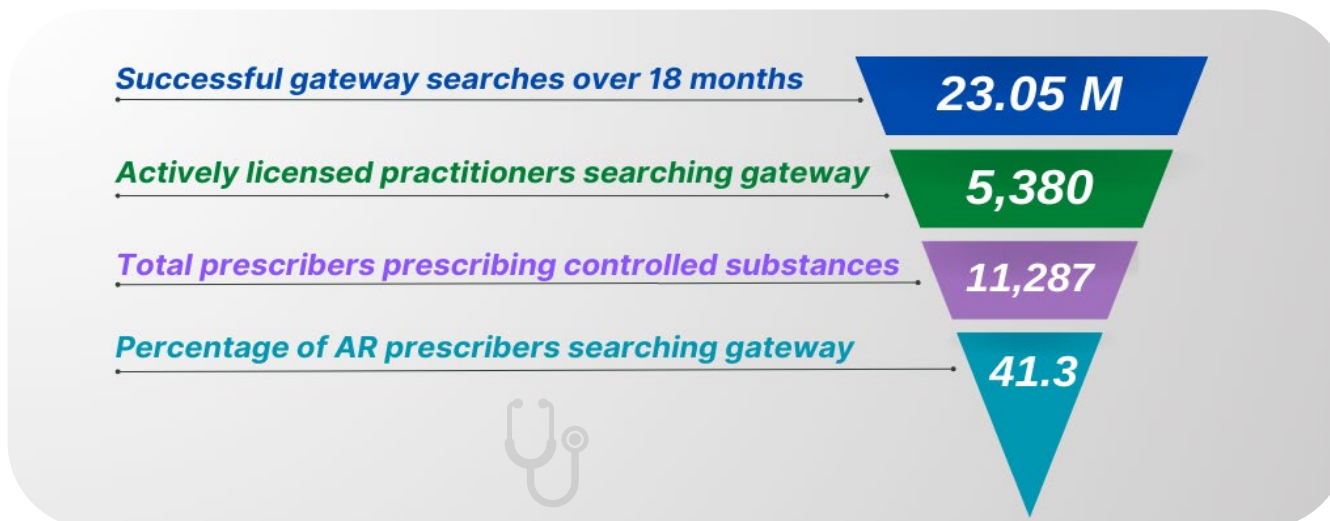 Successful gateway searches over 18 months
23.05 M
Actively licensed practitioners searching gateway
5,380
Total prescribers prescribing controlled substances
11,287
Percentage of AR prescribers searching gateway
41.3